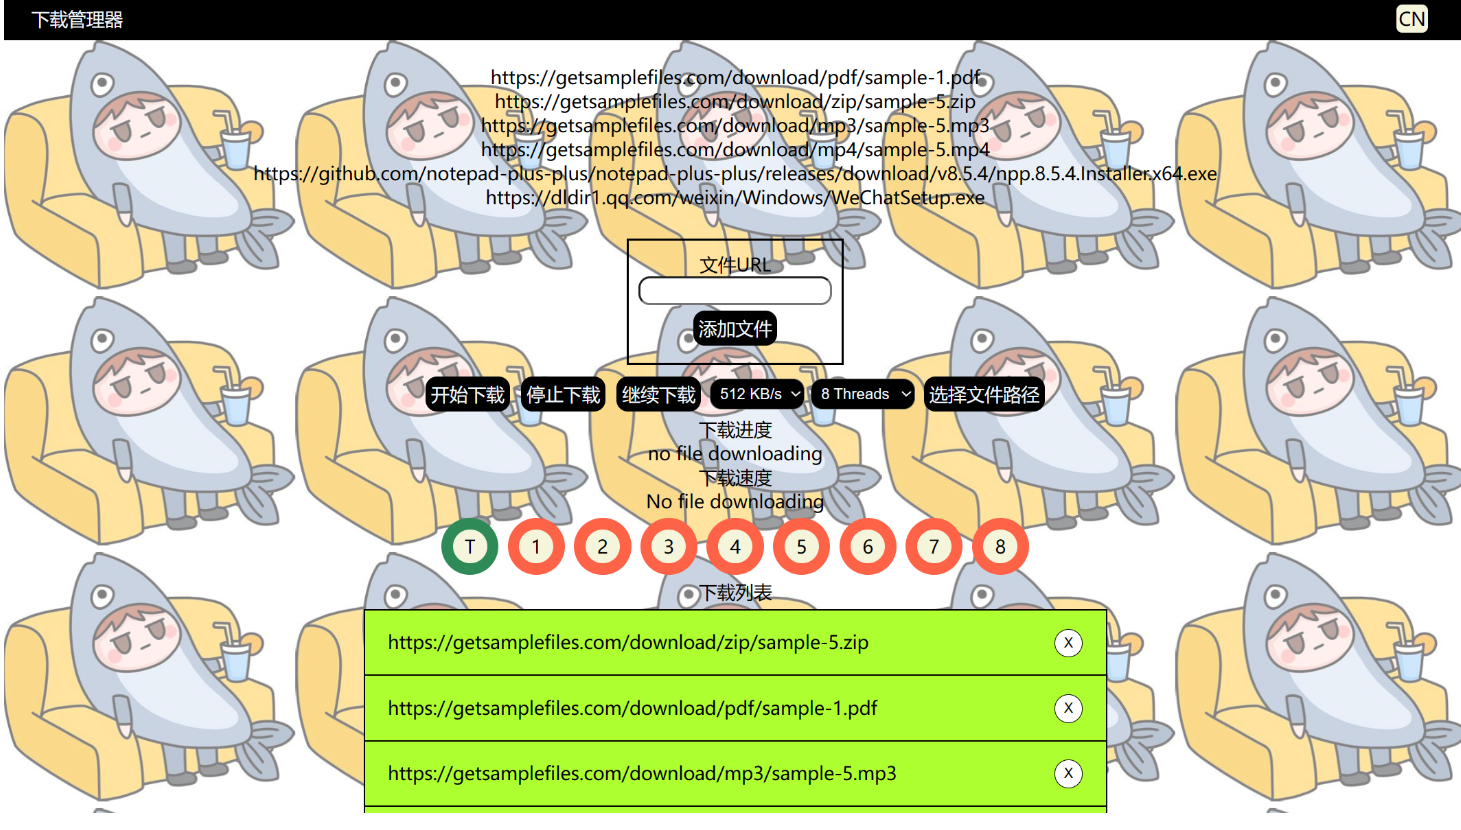 下载管理器 CN
https://getsamplefiles.com/download/pdf/sample-1.pdf
https://getsamplefiles.com/download/zip/sample-5.zip
https://getsamplefiles.com/download/mp3/sample-5.mp3
https://getsamplefiles.com/download/mp4/sample-5.mp4
https://github.com/notepad-plus-plus/notepad-plus-plus/releases/download/v8.5.4/npp.8.5.4.Installer.x64.exe
https://dldir1.qq.com/weixin/Windows/WeChatSetup.exe
文件URL
添加文件
开始下载 停止下载 继续下载 512 KB/s 8 Threads 选择文件路径
下载进度
no file downloading
下载速度
No file downloading
T 1 2 3 4 5 6 7 8
下载列表
https://getsamplefiles.com/download/zip/sample-5.zip X
https://getsamplefiles.com/download/pdf/sample-1.pdf X
https://getsamplefiles.com/download/mp3/sample-5.mp3 X